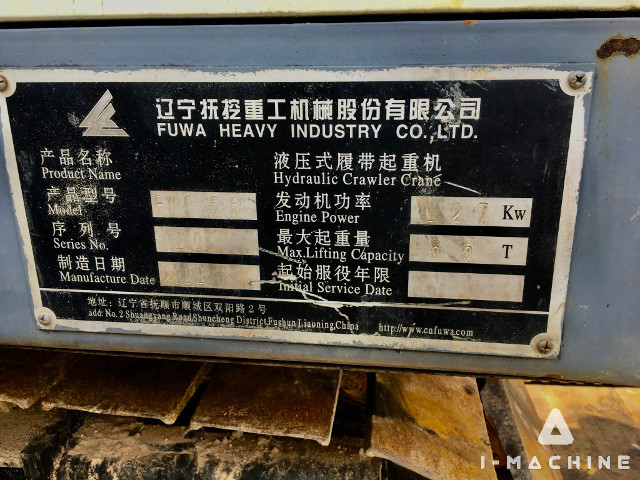 辽宁抚挖重工机械股份有限公司
FUWA HEAVY INDUSTRY CO.,LTD.
产品名称 液压式履带起重机
Product Name Hydraulic Crawler Crane
产品型号 发动机功率
Model Engine Power 127 Kw
序列号 最大起重量
Series No. Max.Lifting Capacity 55 T
制造日期 起始服役年限
Manufacture Date Initial Service Date
地址: 辽宁省抚顺市顺城区双阳路2号
add: No.2 Shuangyang Road Shuncheng District, Fushun Liaoning,China http://www.cnfuwa.com
I-MACHINE